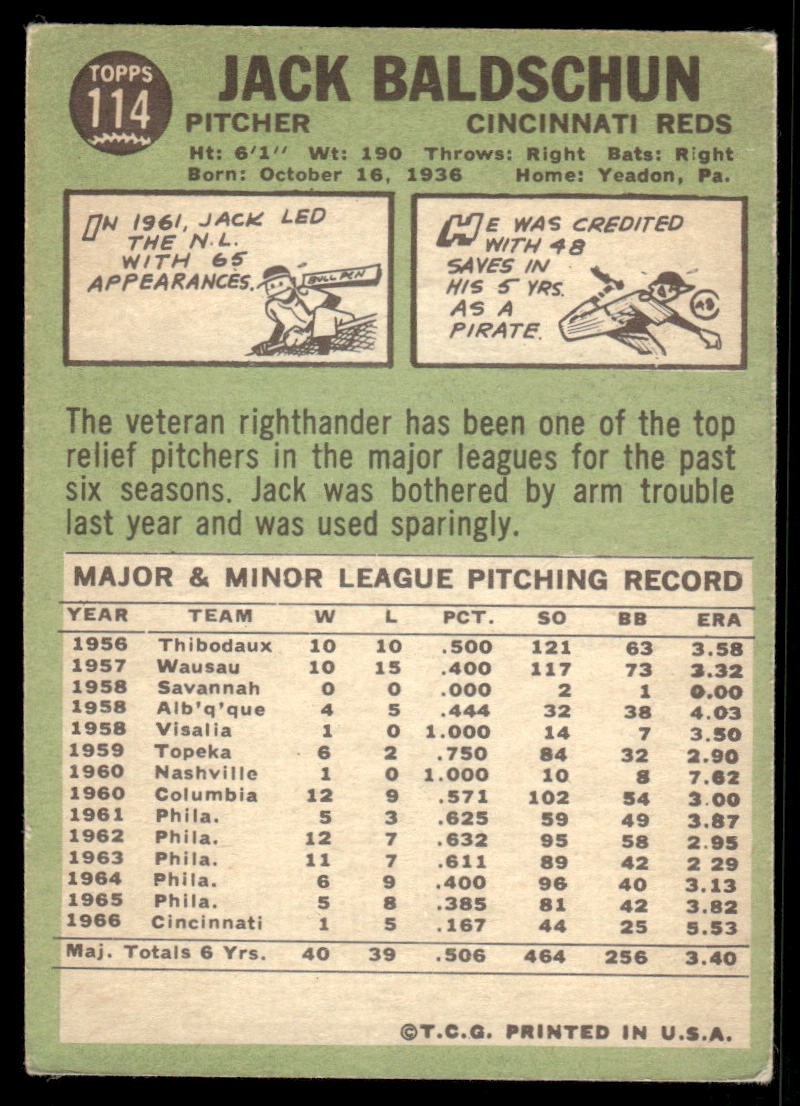 TOPPS
114
JACK BALDSCHUN
PITCHER CINCINNATI REDS
Ht: 6'1" Wt: 190 Throws: Right Bats: Right
Born: October 16, 1936 Home: Yeadon, Pa.
IN 1961, JACK LED
THE N.L.
WITH 65
APPEARANCES.
BULL PEN
HE WAS CREDITED
WITH 48
SAVES IN
HIS 5 YRS.
AS A
PIRATE.
The veteran righthander has been one of the top
relief pitchers in the major leagues for the past
six seasons. Jack was bothered by arm trouble
last year and was used sparingly.
MAJOR & MINOR LEAGUE PITCHING RECORD
YEAR TEAM W L PCT. SO BB ERA
1956 Thibodaux 10 10 .500 121 63 3.58
1957 Wausau 10 15 .400 117 73 3.32
1958 Savannah 0 0 .000 2 1 0.00
1958 Alb'q'que 4 5 .444 32 38 4.03
1958 Visalia 1 0 1.000 14 7 3.50
1959 Topeka 6 2 .750 84 32 2.90
1960 Nashville 1 0 1.000 10 8 7.62
1960 Columbia 12 9 .571 102 54 3.00
1961 Phila. 5 3 .625 59 49 3.87
1962 Phila. 12 7 .632 95 58 2.95
1963 Phila. 11 7 .611 89 42 2 29
1964 Phila. 6 9 .400 96 40 3.13
1965 Phila. 5 8 .385 81 42 3.82
1966 Cincinnati 1 5 .167 44 25 5.53
Maj. Totals 6 Yrs. 40 39 .506 464 256 3.40
©T.C.G. PRINTED IN U.S.A.